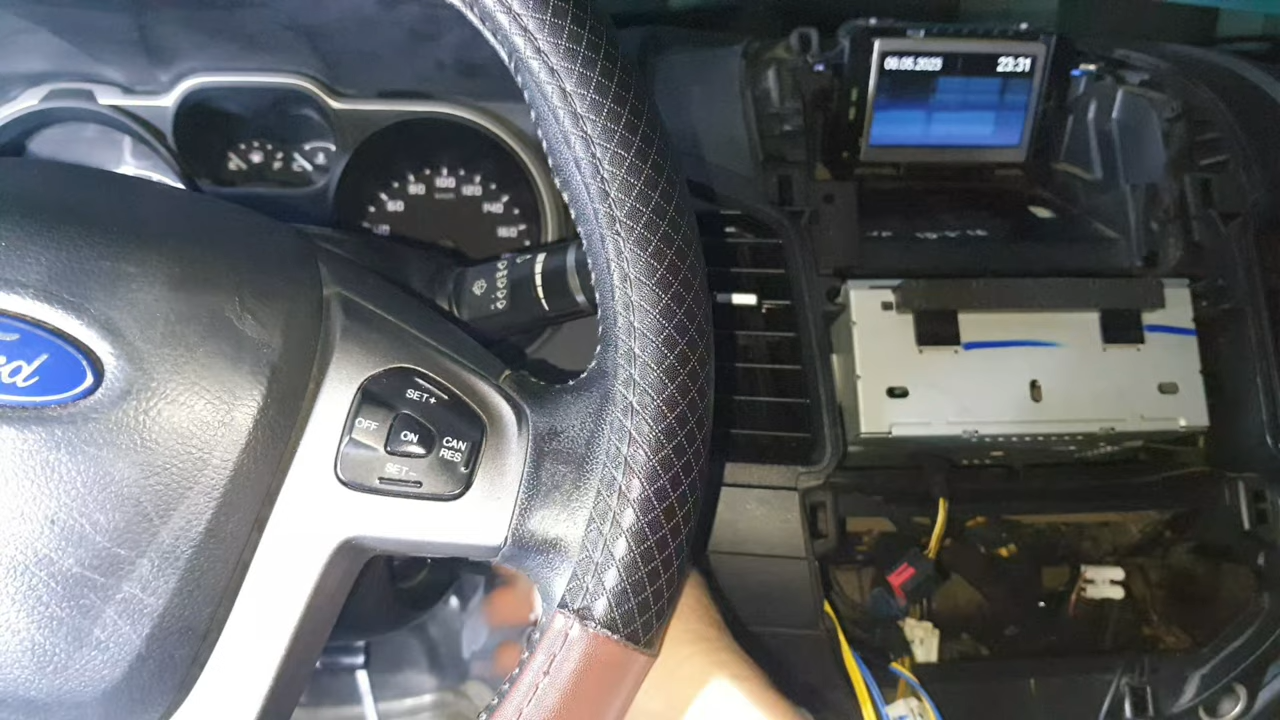 09.05.2023 23:31
80 100 120
60 140
160
Ford
SET+
OFF ON CAN
RES
SET-